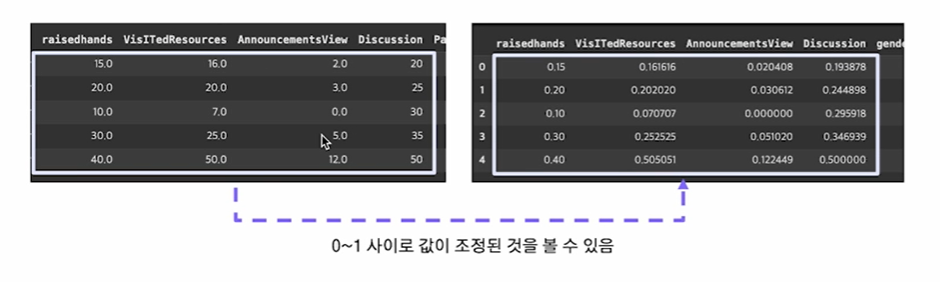 raisedhands VisITedResources AnnouncementsView Discussion Pa
15.0 16.0 2.0 20
20.0 20.0 3.0 25
10.0 7.0 0.0 30
30.0 25.0 5.0 35
40.0 50.0 12.0 50
raisedhands VisITedResources AnnouncementsView Discussion gende
0 0.15 0.161616 0.020408 0.193878
1 0.20 0.202020 0.030612 0.244898
2 0.10 0.070707 0.000000 0.295918
3 0.30 0.252525 0.051020 0.346939
4 0.40 0.505051 0.122449 0.500000
0~1 사이로 값이 조정된 것을 볼 수 있음